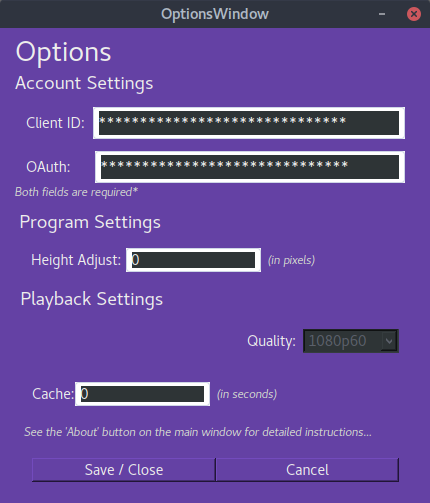 OptionsWindow
Options
Account Settings
Client ID: ******************************
OAuth: ******************************
Both fields are required*
Program Settings
Height Adjust: 0 (in pixels)
Playback Settings
Quality: 1080p60
Cache: 0 (in seconds)
See the 'About' button on the main window for detailed instructions...
Save / Close Cancel